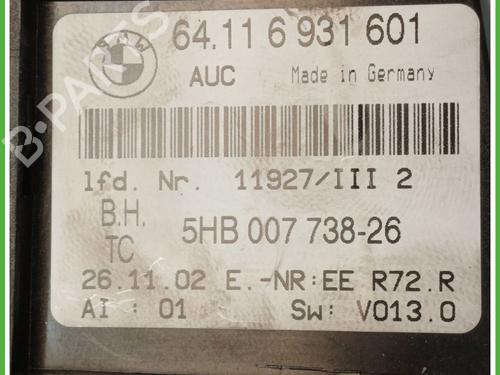 BMW
64.11 6 931 601
AUC Made in Germany
lfd. Nr. 11927/III 2
B.H.
TC 5HB 007 738-26
26.11.02 E.-NR:EE R72.R
AI : 01 Sw: V013.0
B-PARTS